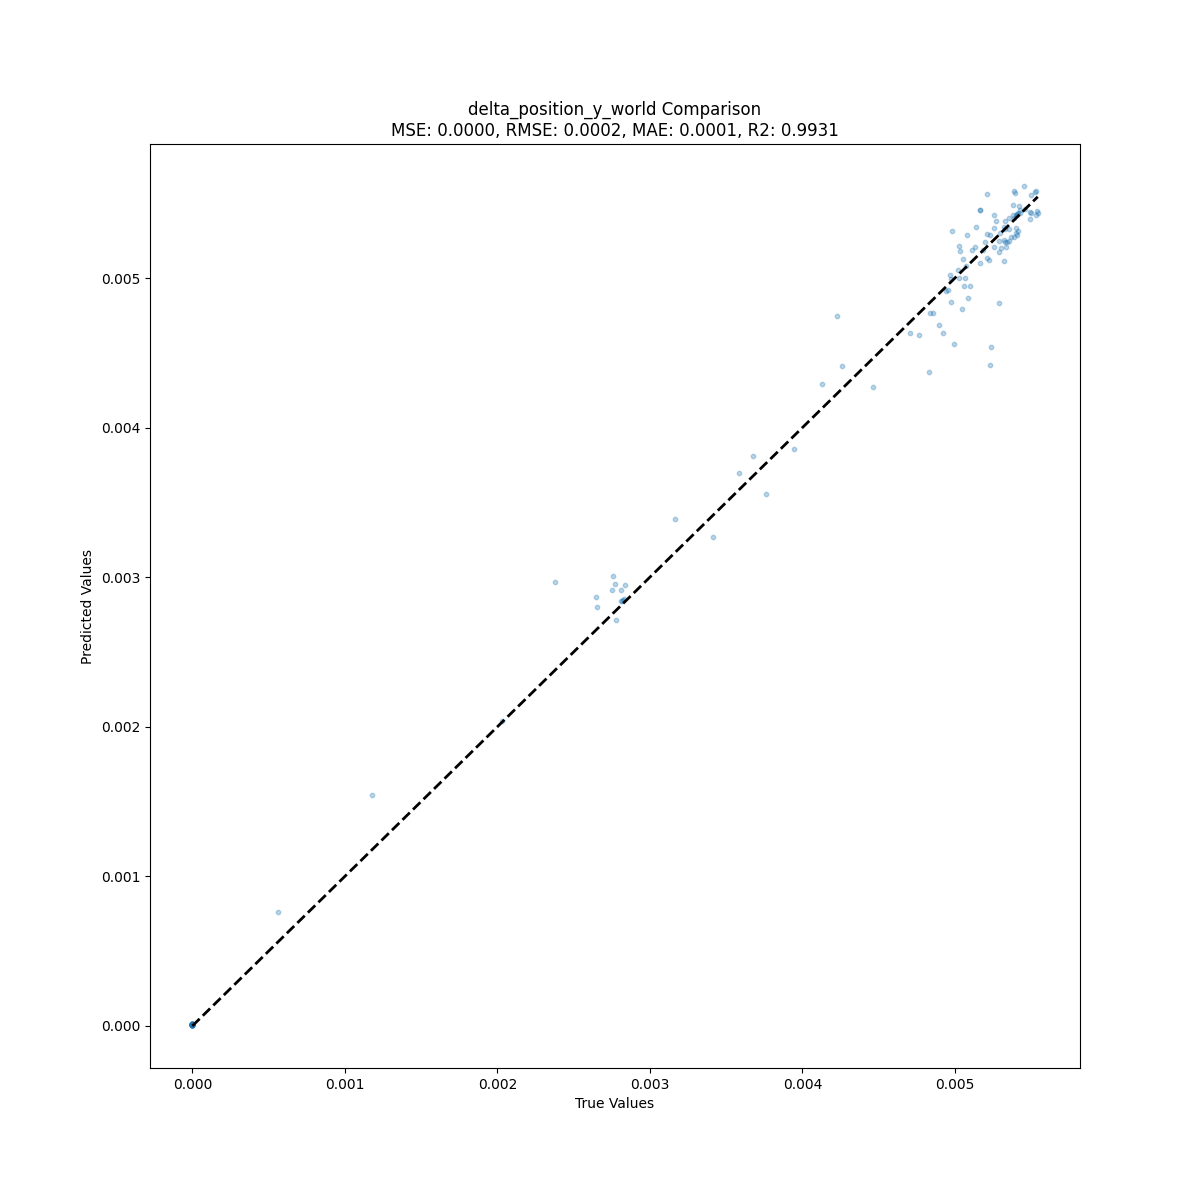 delta_position_y_world Comparison
MSE: 0.0000, RMSE: 0.0002, MAE: 0.0001, R2: 0.9931
Predicted Values
0.005
0.004
0.003
0.002
0.001
0.000
0.000 0.001 0.002 0.003 0.004 0.005
True Values